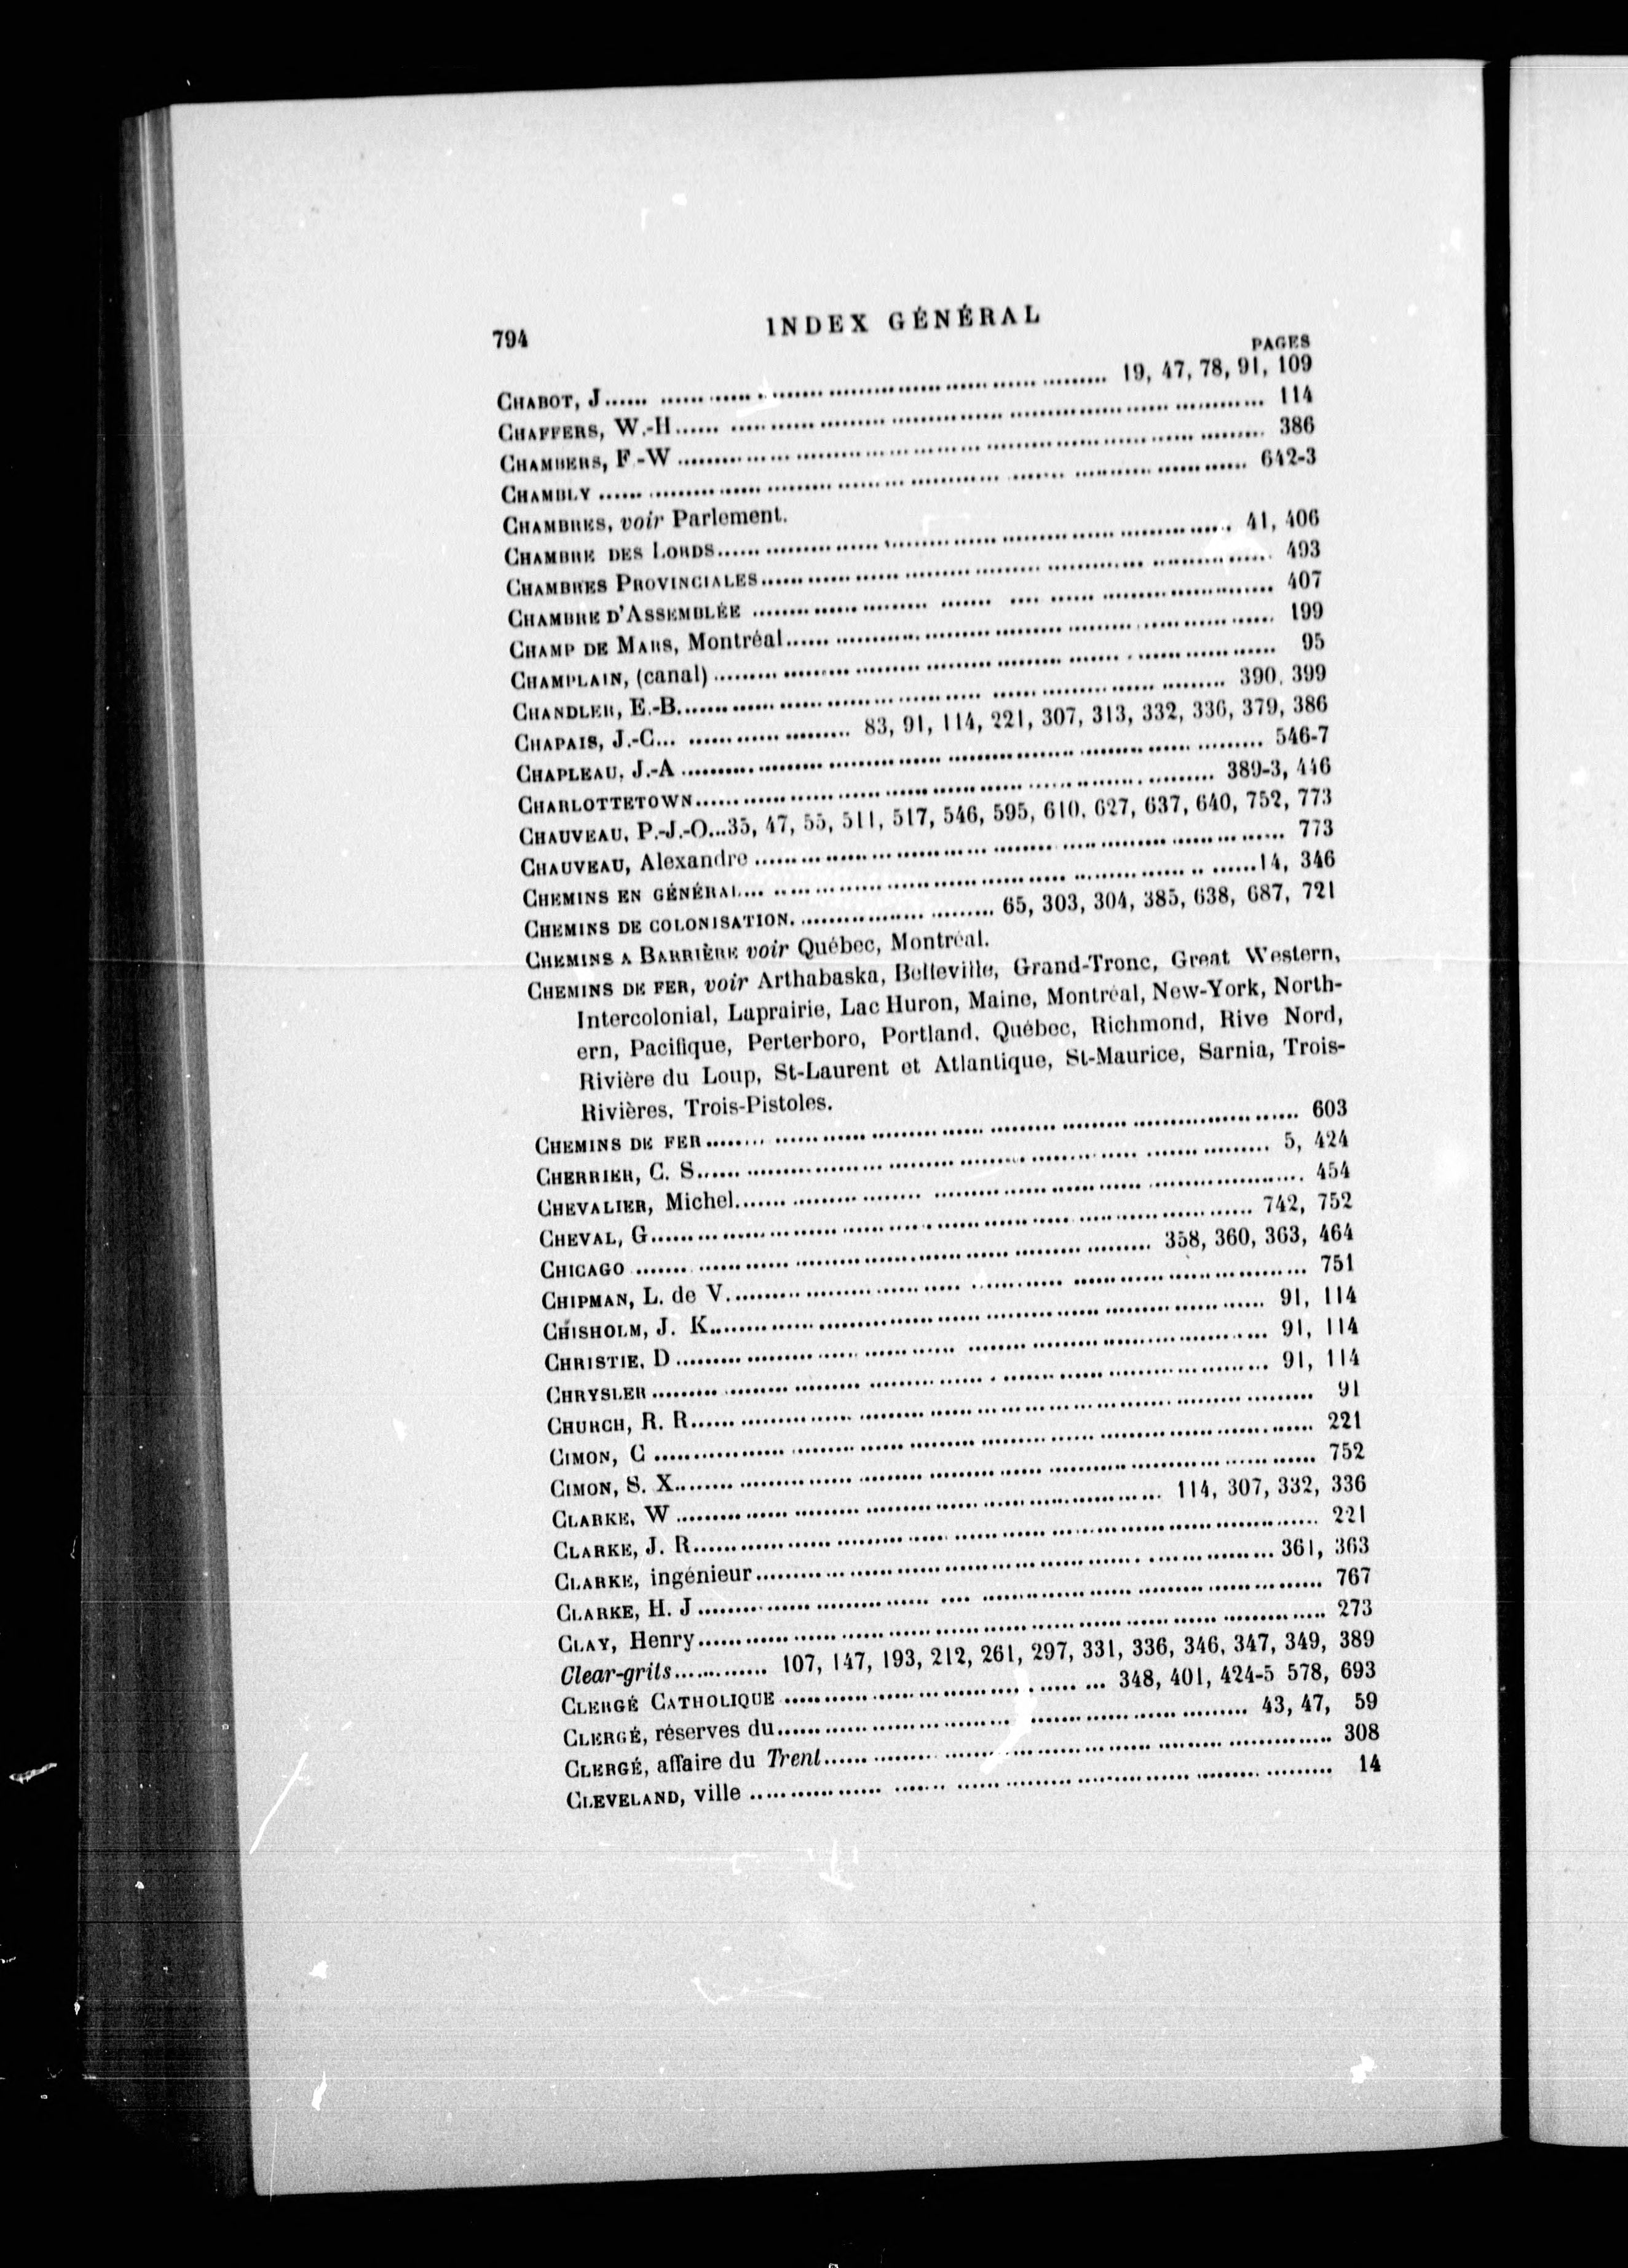 794
INDEX GÉNÉRAL
PAGES
CHABOT, J...... 19, 47, 78, 91, 109
CHAFFERS, W.-H...... 114
CHAMBERS, F.-W...... 386
CHAMBLY...... 642-3
CHAMBRES, voir Parlement.
CHAMBRE DES LORDS...... 41, 406
CHAMBRES PROVINCIALES...... 493
CHAMBRE D'ASSEMBLÉE...... 407
CHAMP DE MARS, Montréal...... 199
CHAMPLAIN, (canal)...... 95
CHANDLER, E.-B...... 390, 399
CHAPAIS, J.-C...... 83, 91, 114, 221, 307, 313, 332, 336, 379, 386
CHAPLEAU, J.-A...... 546-7
CHARLOTTETOWN...... 389-3, 446
CHAUVEAU, P.-J.-O...35, 47, 55, 511, 517, 546, 595, 610, 627, 637, 640, 752, 773
CHAUVEAU, Alexandre...... 773
CHEMINS EN GÉNÉRAL...... 14, 346
CHEMINS DE COLONISATION...... 65, 303, 304, 385, 638, 687, 721
CHEMINS A BARRIÈRE voir Québec, Montréal.
CHEMINS DE FER, voir Arthabaska, Belleville, Grand-Tronc, Great Western,
Intercolonial, Laprairie, Lac Huron, Maine, Montréal, New-York, North-
ern, Pacifique, Perterboro, Portland, Québec, Richmond, Rive Nord,
Rivière du Loup, St-Laurent et Atlantique, St-Maurice, Sarnia, Trois-
Rivières, Trois-Pistoles.
CHEMINS DE FER...... 603
CHERRIER, C. S...... 5, 424
CHEVALIER, Michel...... 454
CHEVAL, G...... 742, 752
CHICAGO...... 358, 360, 363, 464
CHIPMAN, L. de V...... 751
CHISHOLM, J. K...... 91, 114
CHRISTIE, D...... 91, 114
CHRYSLER...... 91, 114
CHURCH, R. R...... 91
CIMON, C...... 221
CIMON, S. X...... 752
CLARKE, W...... 114, 307, 332, 336
CLARKE, J. R...... 221
CLARKE, ingénieur...... 361, 363
CLARKE, H. J...... 767
CLAY, Henry...... 273
Clear-grits...... 107, 147, 193, 212, 261, 297, 331, 336, 346, 347, 349, 389
CLERGÉ CATHOLIQUE...... 348, 401, 424-5 578, 693
CLERGÉ, réserves du...... 43, 47, 59
CLERGÉ, affaire du Trent...... 308
CLEVELAND, ville...... 14